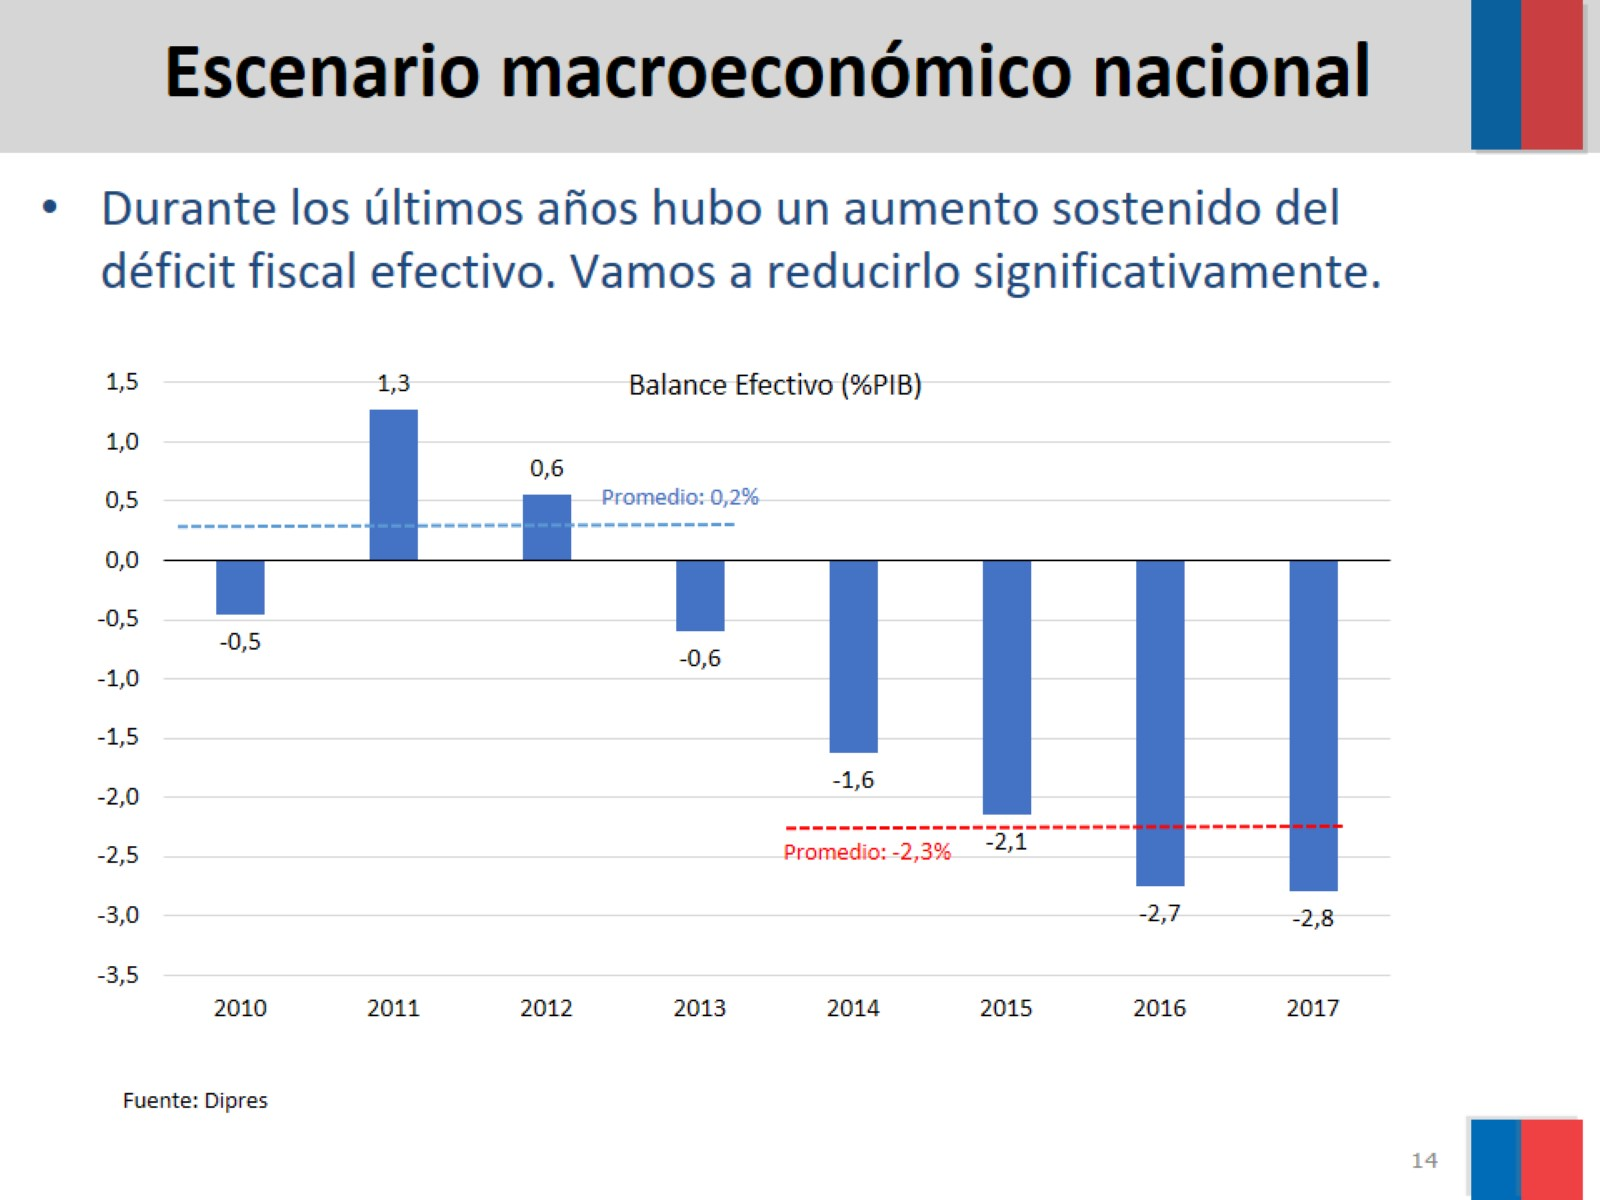 Escenario macroeconómico nacional
• Durante los últimos años hubo un aumento sostenido del
déficit fiscal efectivo. Vamos a reducirlo significativamente.
Balance Efectivo (%PIB)
1,5
1,0
0,5
0,0
-0,5
-1,0
-1,5
-2,0
-2,5
-3,0
-3,5
-0,5
1,3
0,6
-0,6
-1,6
-2,1
-2,7
-2,8
Promedio: 0,2%
Promedio: -2,3%
2010 2011 2012 2013 2014 2015 2016 2017
Fuente: Dipres
14